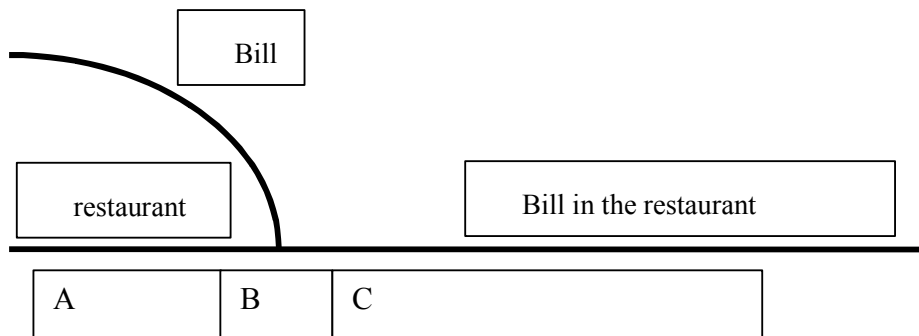 Bill
restaurant
Bill in the restaurant
A
B
C